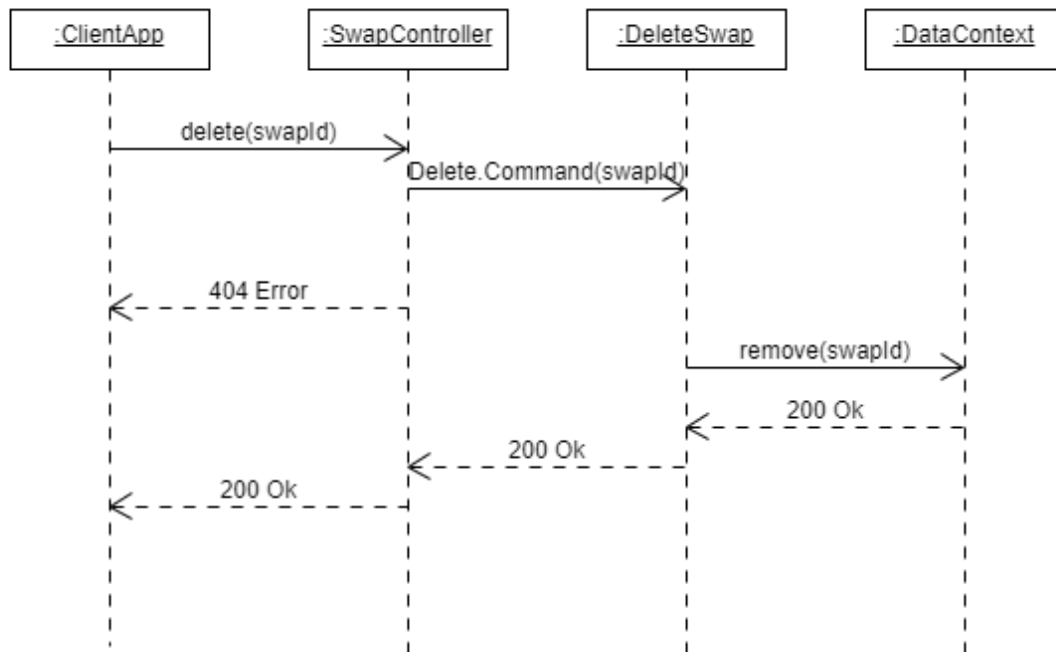 :ClientApp
:SwapController
:DeleteSwap
:DataContext
delete(swapId)
Delete.Command(swapId)
404 Error
remove(swapId)
200 Ok
200 Ok
200 Ok